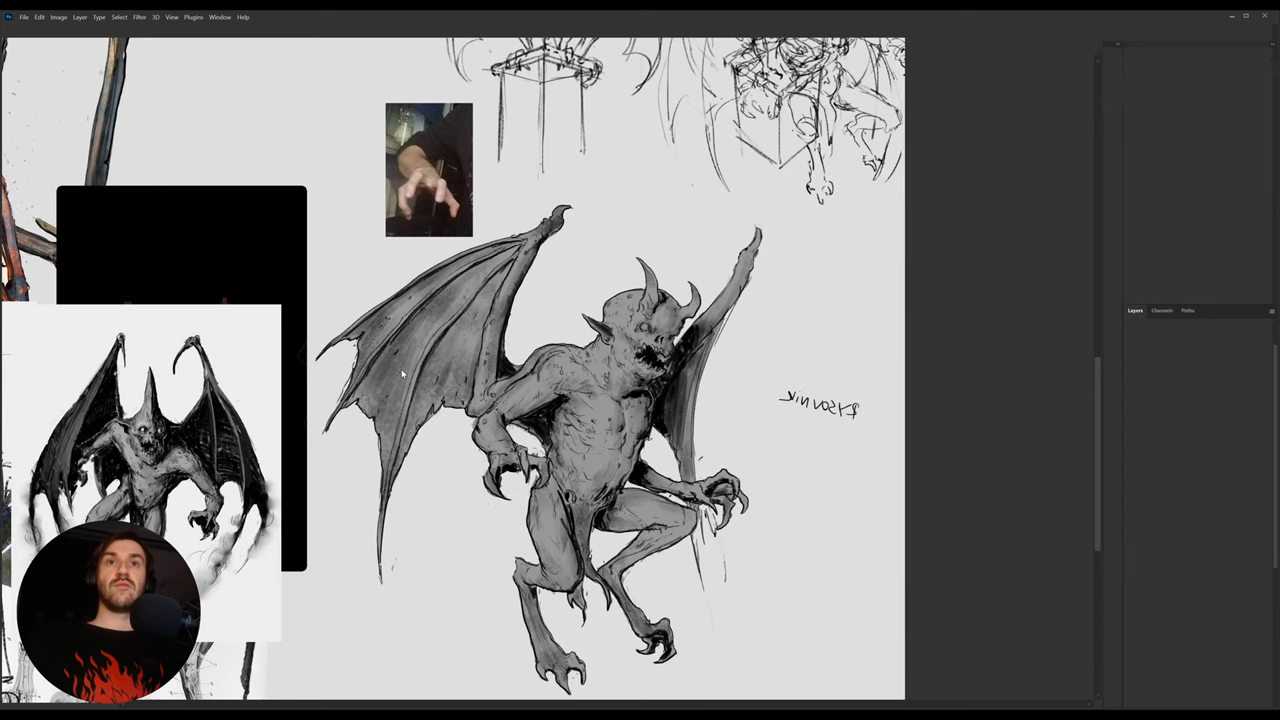 File Edit Image Layer Type Select Filter 3D View Plugins Window Help
Layers Channels Paths